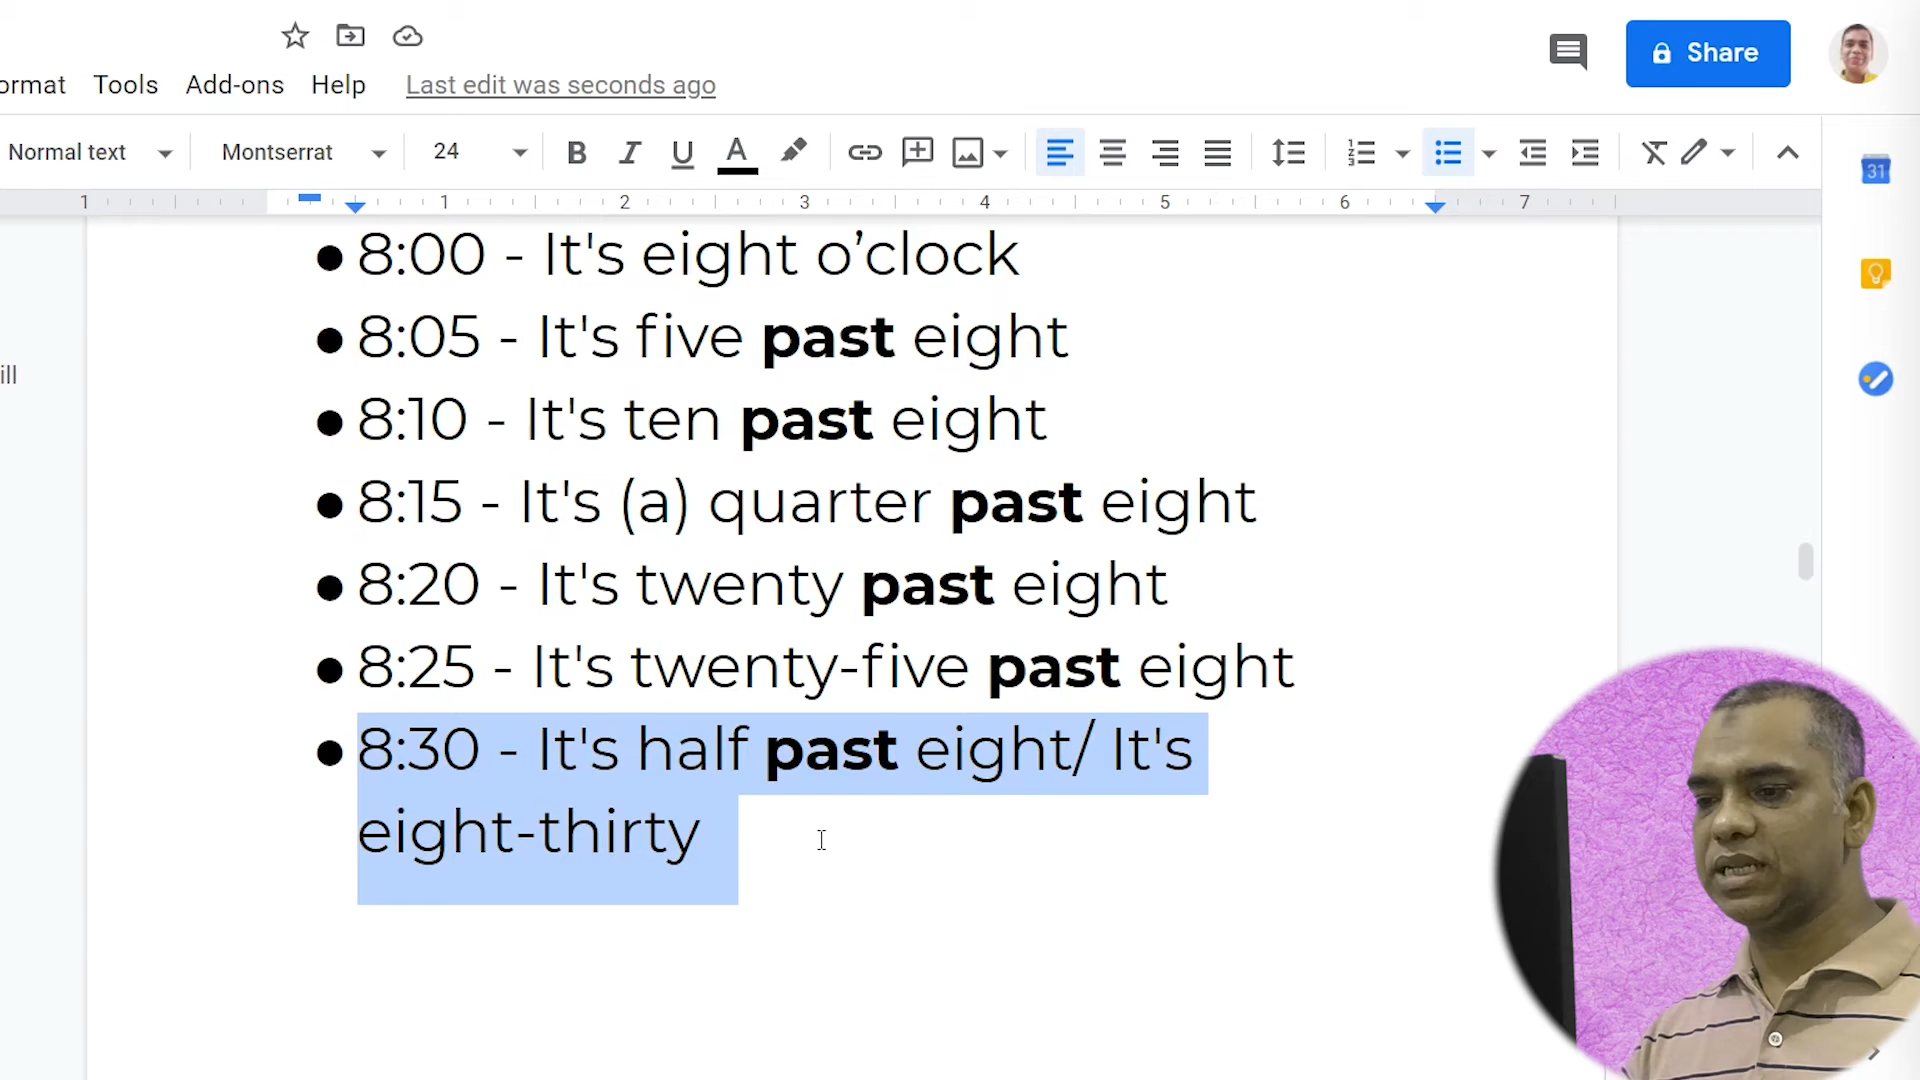 Share
ormat Tools Add-ons Help Last edit was seconds ago
Normal text Montserrat 24 B I U A
1 1 2 3 4 5 6 7
31
ill
● 8:00 - It's eight o’clock
● 8:05 - It's five past eight
● 8:10 - It's ten past eight
● 8:15 - It's (a) quarter past eight
● 8:20 - It's twenty past eight
● 8:25 - It's twenty-five past eight
● 8:30 - It's half past eight/ It's
eight-thirty